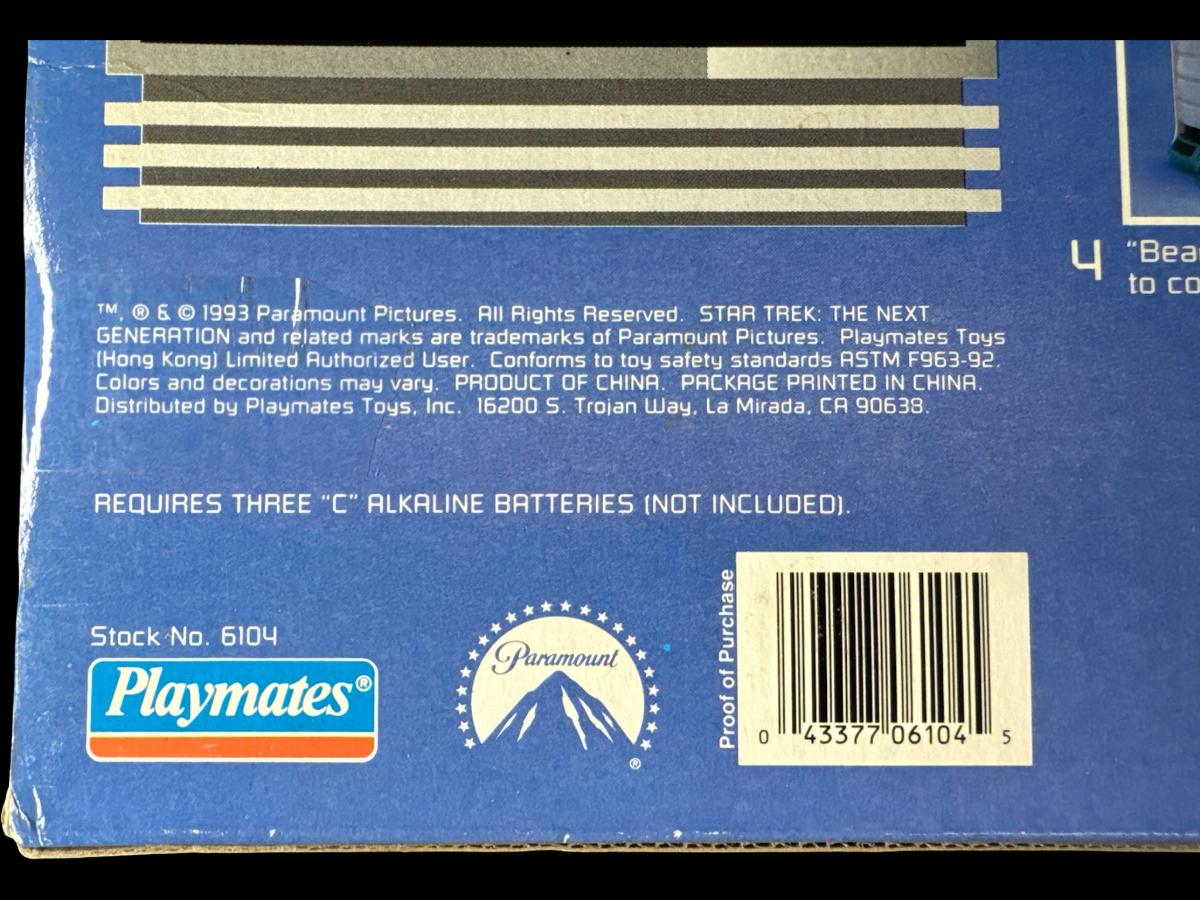 ™, ® & © 1993 Paramount Pictures. All Rights Reserved. STAR TREK: THE NEXT
GENERATION and related marks are trademarks of Paramount Pictures. Playmates Toys
(Hong Kong) Limited Authorized User. Conforms to toy safety standards ASTM F963-92.
Colors and decorations may vary. PRODUCT OF CHINA. PACKAGE PRINTED IN CHINA.
Distributed by Playmates Toys, Inc. 16200 S. Trojan Way, La Mirada, CA 90638.
4
to
REQUIRES THREE "C" ALKALINE BATTERIES (NOT INCLUDED).
Stock No. 6104
Playmates®
Paramount
®
Proof of Purchase
0 43377 06104 5